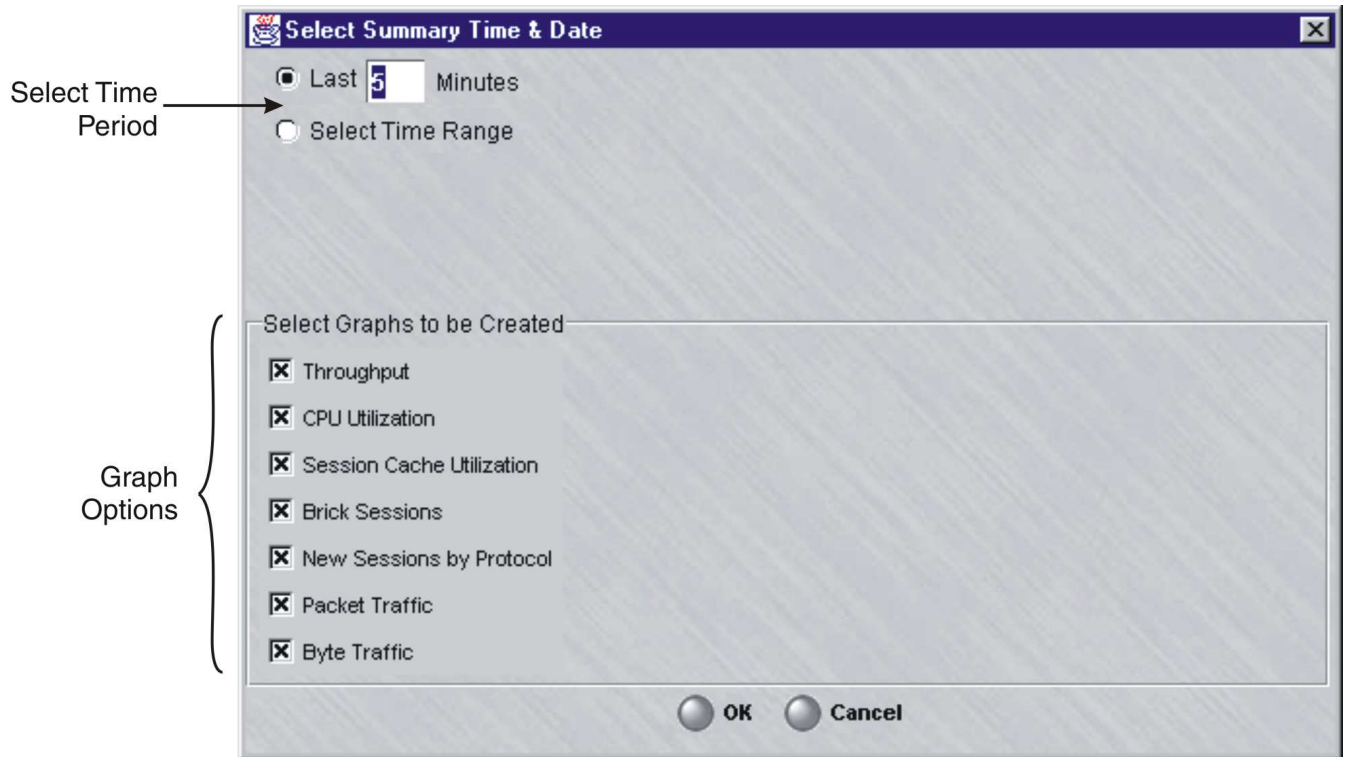 Select Summary Time & Date
Select Time
Period
Last 5 Minutes
Select Time Range
Graph
Options
Select Graphs to be Created
Throughput
CPU Utilization
Session Cache Utilization
Brick Sessions
New Sessions by Protocol
Packet Traffic
Byte Traffic
OK Cancel